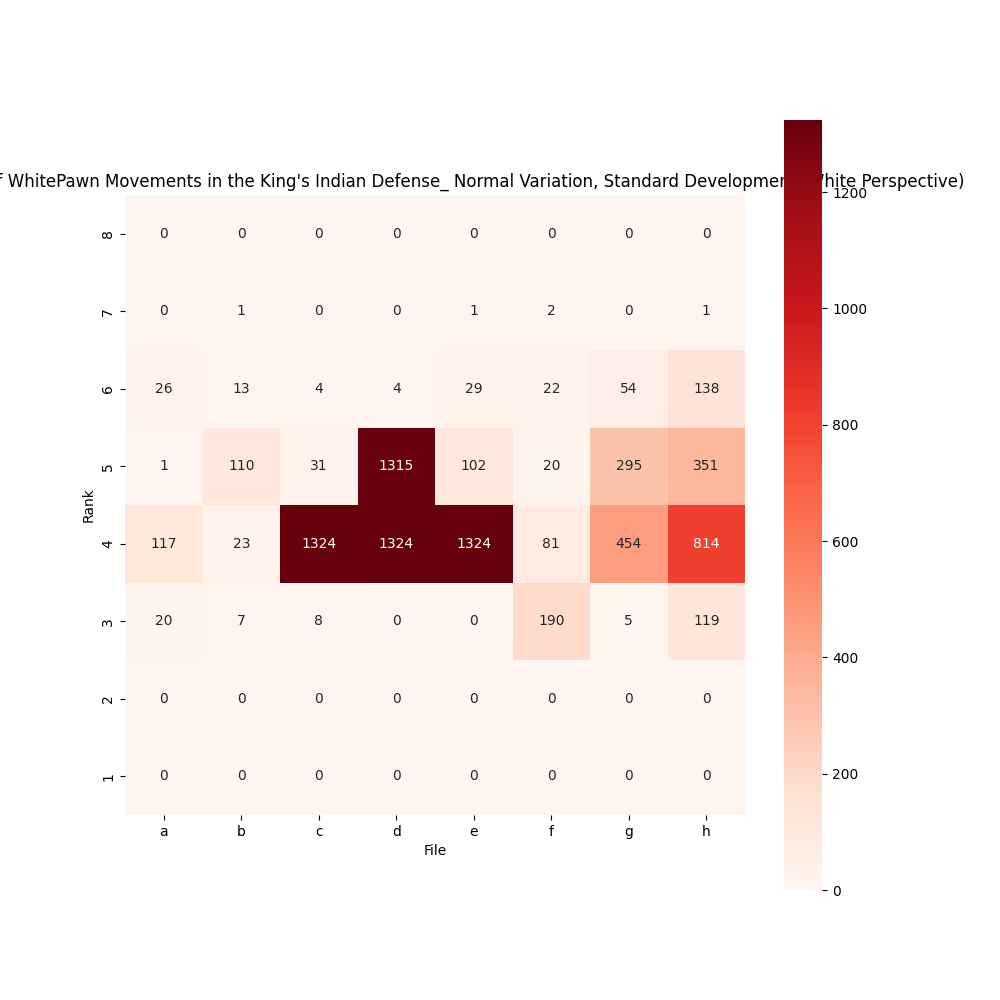 WhitePawn Movements in the King's Indian Defense_ Normal Variation, Standard Development White Perspective)
1200
8 0 0 0 0 0 0 0 0
7 0 1 0 0 1 2 0 1
1000
6 26 13 4 4 29 22 54 138
800
5 1 110 31 1315 102 20 295 351
Rank
4 117 23 1324 1324 1324 81 454 814
600
3 20 7 8 0 0 190 5 119
400
2 0 0 0 0 0 0 0 0
200
1 0 0 0 0 0 0 0 0
a b c d e f g h
File
0